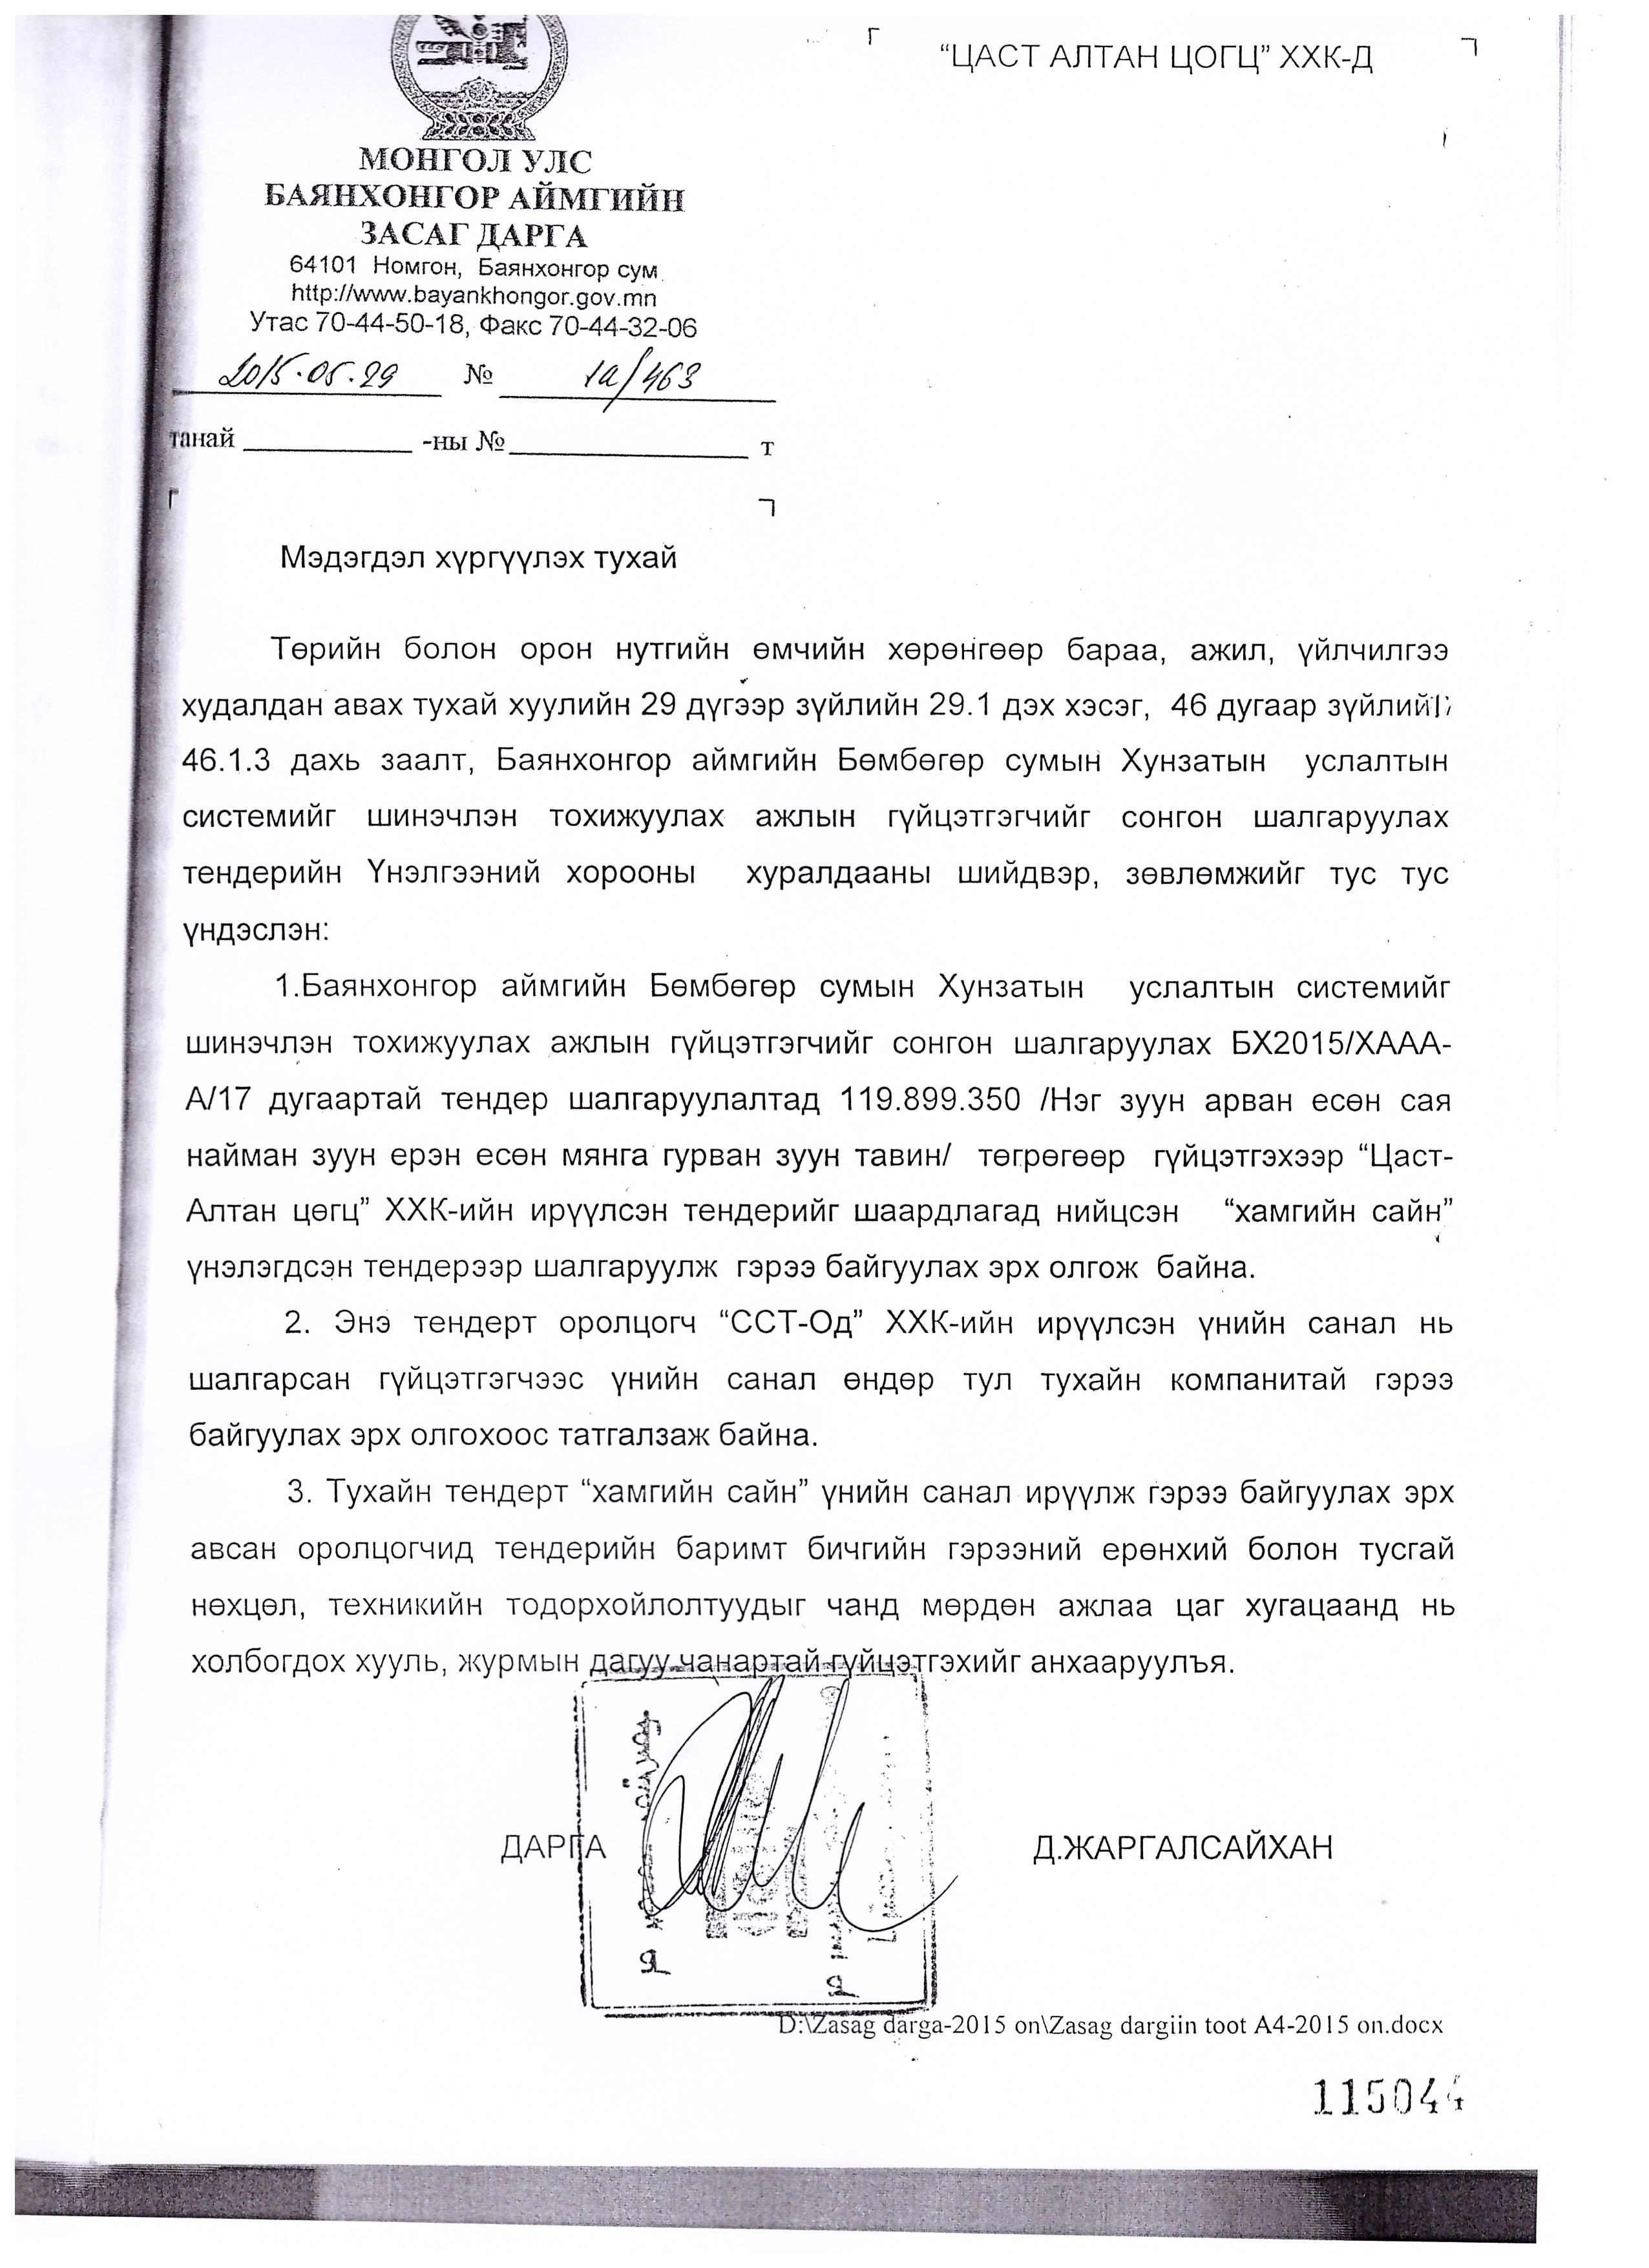 “ЦАСТ АЛТАН ЦОГЦ” ХХК-Д
МОНГОЛ УЛС
БАЯНХОНГОР АЙМГИЙН
ЗАСАГ ДАРГА
64101 Номгон, Баянхонгор сум
http://www.bayankhongor.gov.mn
Утас 70-44-50-18, Факс 70-44-32-06
2015.05.29 № 1а/463
танай ____________ -ны № ____________ т
Мэдэгдэл хүргүүлэх тухай
Төрийн болон орон нутгийн өмчийн хөрөнгөөр бараа, ажил, үйлчилгээ
худалдан авах тухай хуулийн 29 дүгээр зүйлийн 29.1 дэх хэсэг, 46 дугаар зүйлийн
46.1.3 дахь заалт, Баянхонгор аймгийн Бөмбөгөр сумын Хунзатын услалтын
системийг шинэчлэн тохижуулах ажлын гүйцэтгэгчийг сонгон шалгаруулах
тендерийн Үнэлгээний хорооны хуралдааны шийдвэр, зөвлөмжийг тус тус
үндэслэн:
1.Баянхонгор аймгийн Бөмбөгөр сумын Хунзатын услалтын системийг
шинэчлэн тохижуулах ажлын гүйцэтгэгчийг сонгон шалгаруулах БХ2015/ХААА-
А/17 дугаартай тендер шалгаруулалтад 119.899.350 /Нэг зуун арван есөн сая
найман зуун ерэн есөн мянга гурван зуун тавин/ төгрөгөөр гүйцэтгэхээр “Цаст-
Алтан цөгц” ХХК-ийн ирүүлсэн тендерийг шаардлагад нийцсэн “хамгийн сайн”
үнэлэгдсэн тендерээр шалгаруулж гэрээ байгуулах эрх олгож байна.
2. Энэ тендерт оролцогч “ССТ-Од” ХХК-ийн ирүүлсэн үнийн санал нь
шалгарсан гүйцэтгэгчээс үнийн санал өндөр тул тухайн компанитай гэрээ
байгуулах эрх олгохоос татгалзаж байна.
3. Тухайн тендерт “хамгийн сайн” үнийн санал ирүүлж гэрээ байгуулах эрх
авсан оролцогчид тендерийн баримт бичгийн гэрээний ерөнхий болон тусгай
нөхцөл, техникийн тодорхойлолтуудыг чанд мөрдөн ажлаа цаг хугацаанд нь
холбогдох хууль, журмын дагуу чанартай гүйцэтгэхийг анхааруулъя.
ДАРГА Д.ЖАРГАЛСАЙХАН
D:\Zasag darga-2015 on\Zasag dargiin toot A4-2015 on.docx
115044